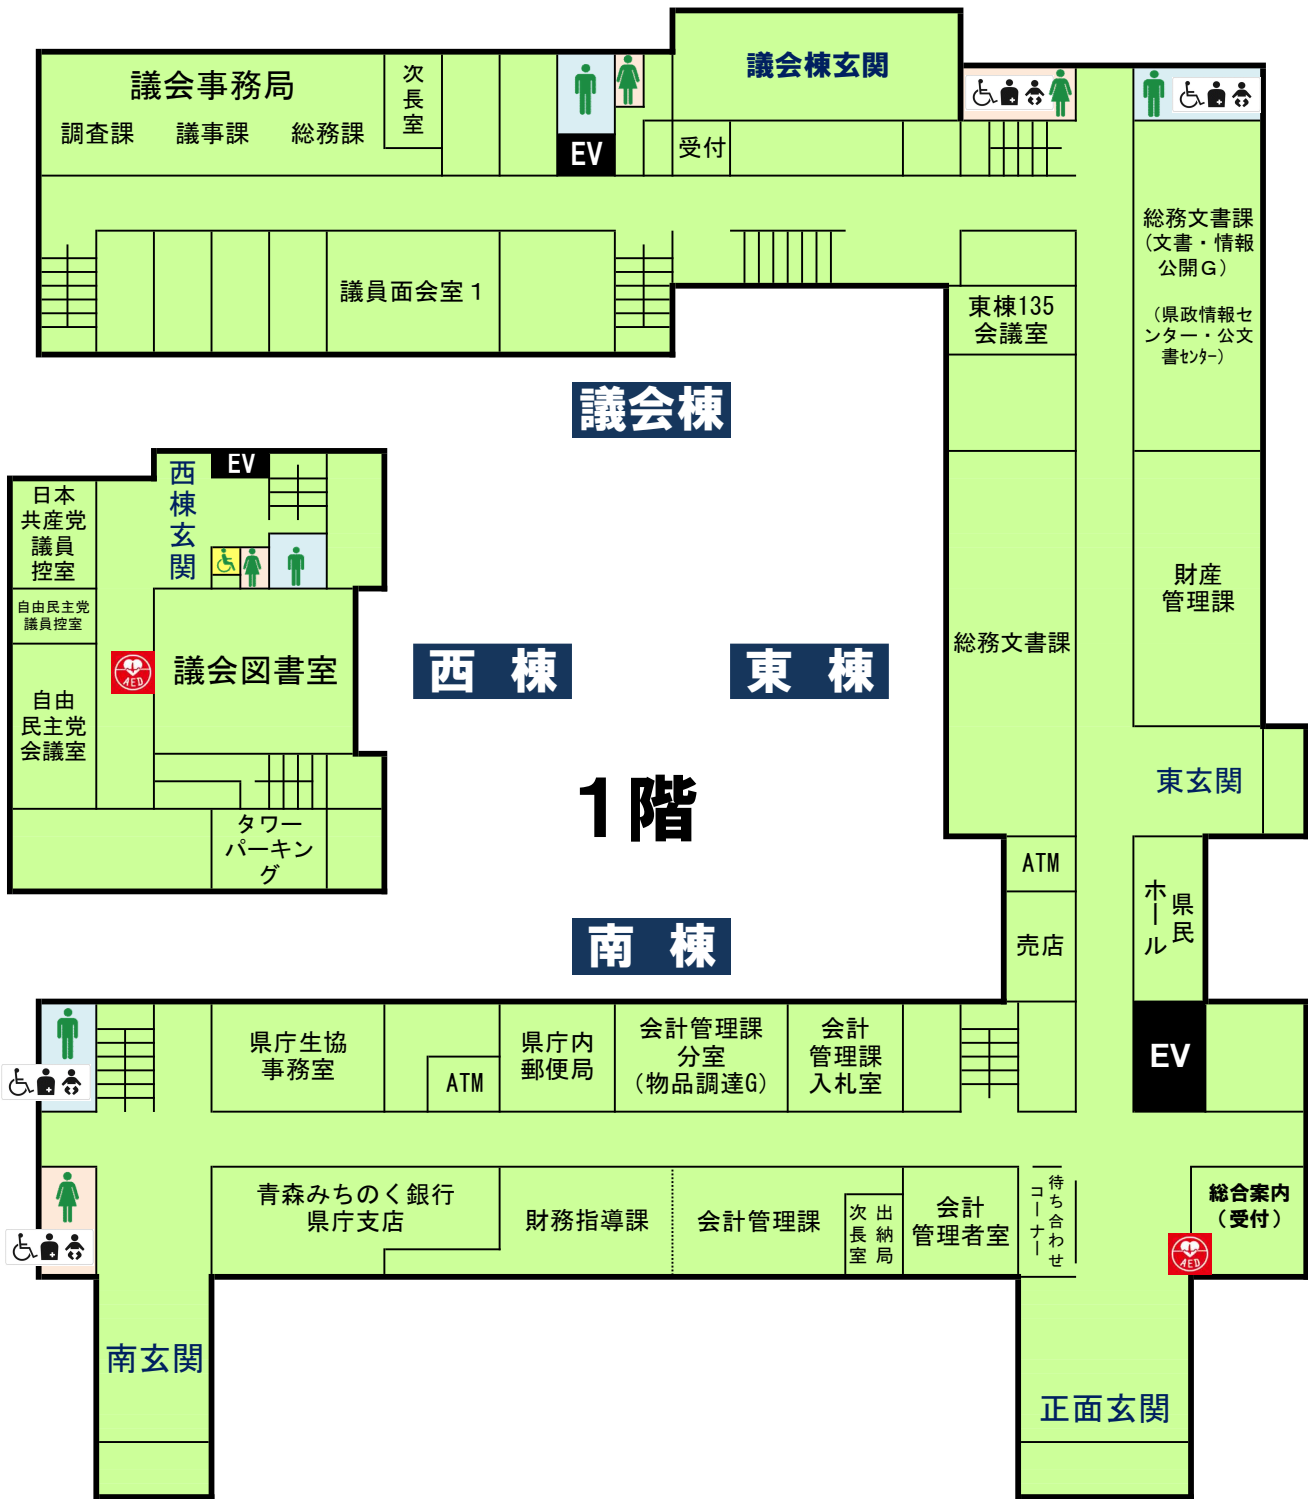 議会棟玄関
議会事務局
調査課 議事課 総務課
次長室
EV
受付
総務文書課
（文書・情報
公開Ｇ）
（県政情報セ
ンター・公文
書ｾﾝﾀｰ）
議員面会室１
東棟135
会議室
議会棟
西棟玄関
EV
日本
共産党
議員
控室
自由民主党
議員控室
自由
民主党
会議室
AED
議会図書室
タワー
パーキン
グ
西 棟
東 棟
総務文書課
財産
管理課
東玄関
1階
ATM
売店
県民
ホール
南 棟
県庁生協
事務室
ATM
県庁内
郵便局
会計管理課
分室
（物品調達G）
会計
管理課
入札室
EV
青森みちのく銀行
県庁支店
財務指導課
会計管理課
出納局
次長室
会計
管理者室
待ち合わせ
コーナー
総合案内
（受付）
AED
南玄関
正面玄関